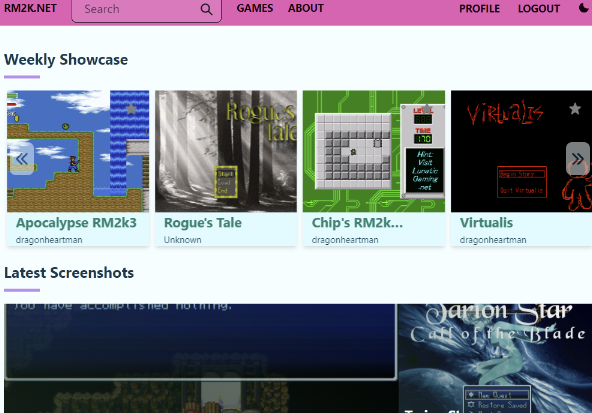 RM2K.NET Search GAMES ABOUT PROFILE LOGOUT
Weekly Showcase
Rogue's
Tale
Start
Load
End
LEVEL
TIME
170
Hint:
Visit
Lunatic
Gaming
.net
Virtualis
Begin Story
Quit Virtualis
Apocalypse RM2k3
dragonheartman
Rogue's Tale
Unknown
Chip's RM2k...
dragonheartman
Virtualis
dragonheartman
Latest Screenshots
You have accomplished nothing.
Star
Call of the Blade
New Quest
Restore Saved